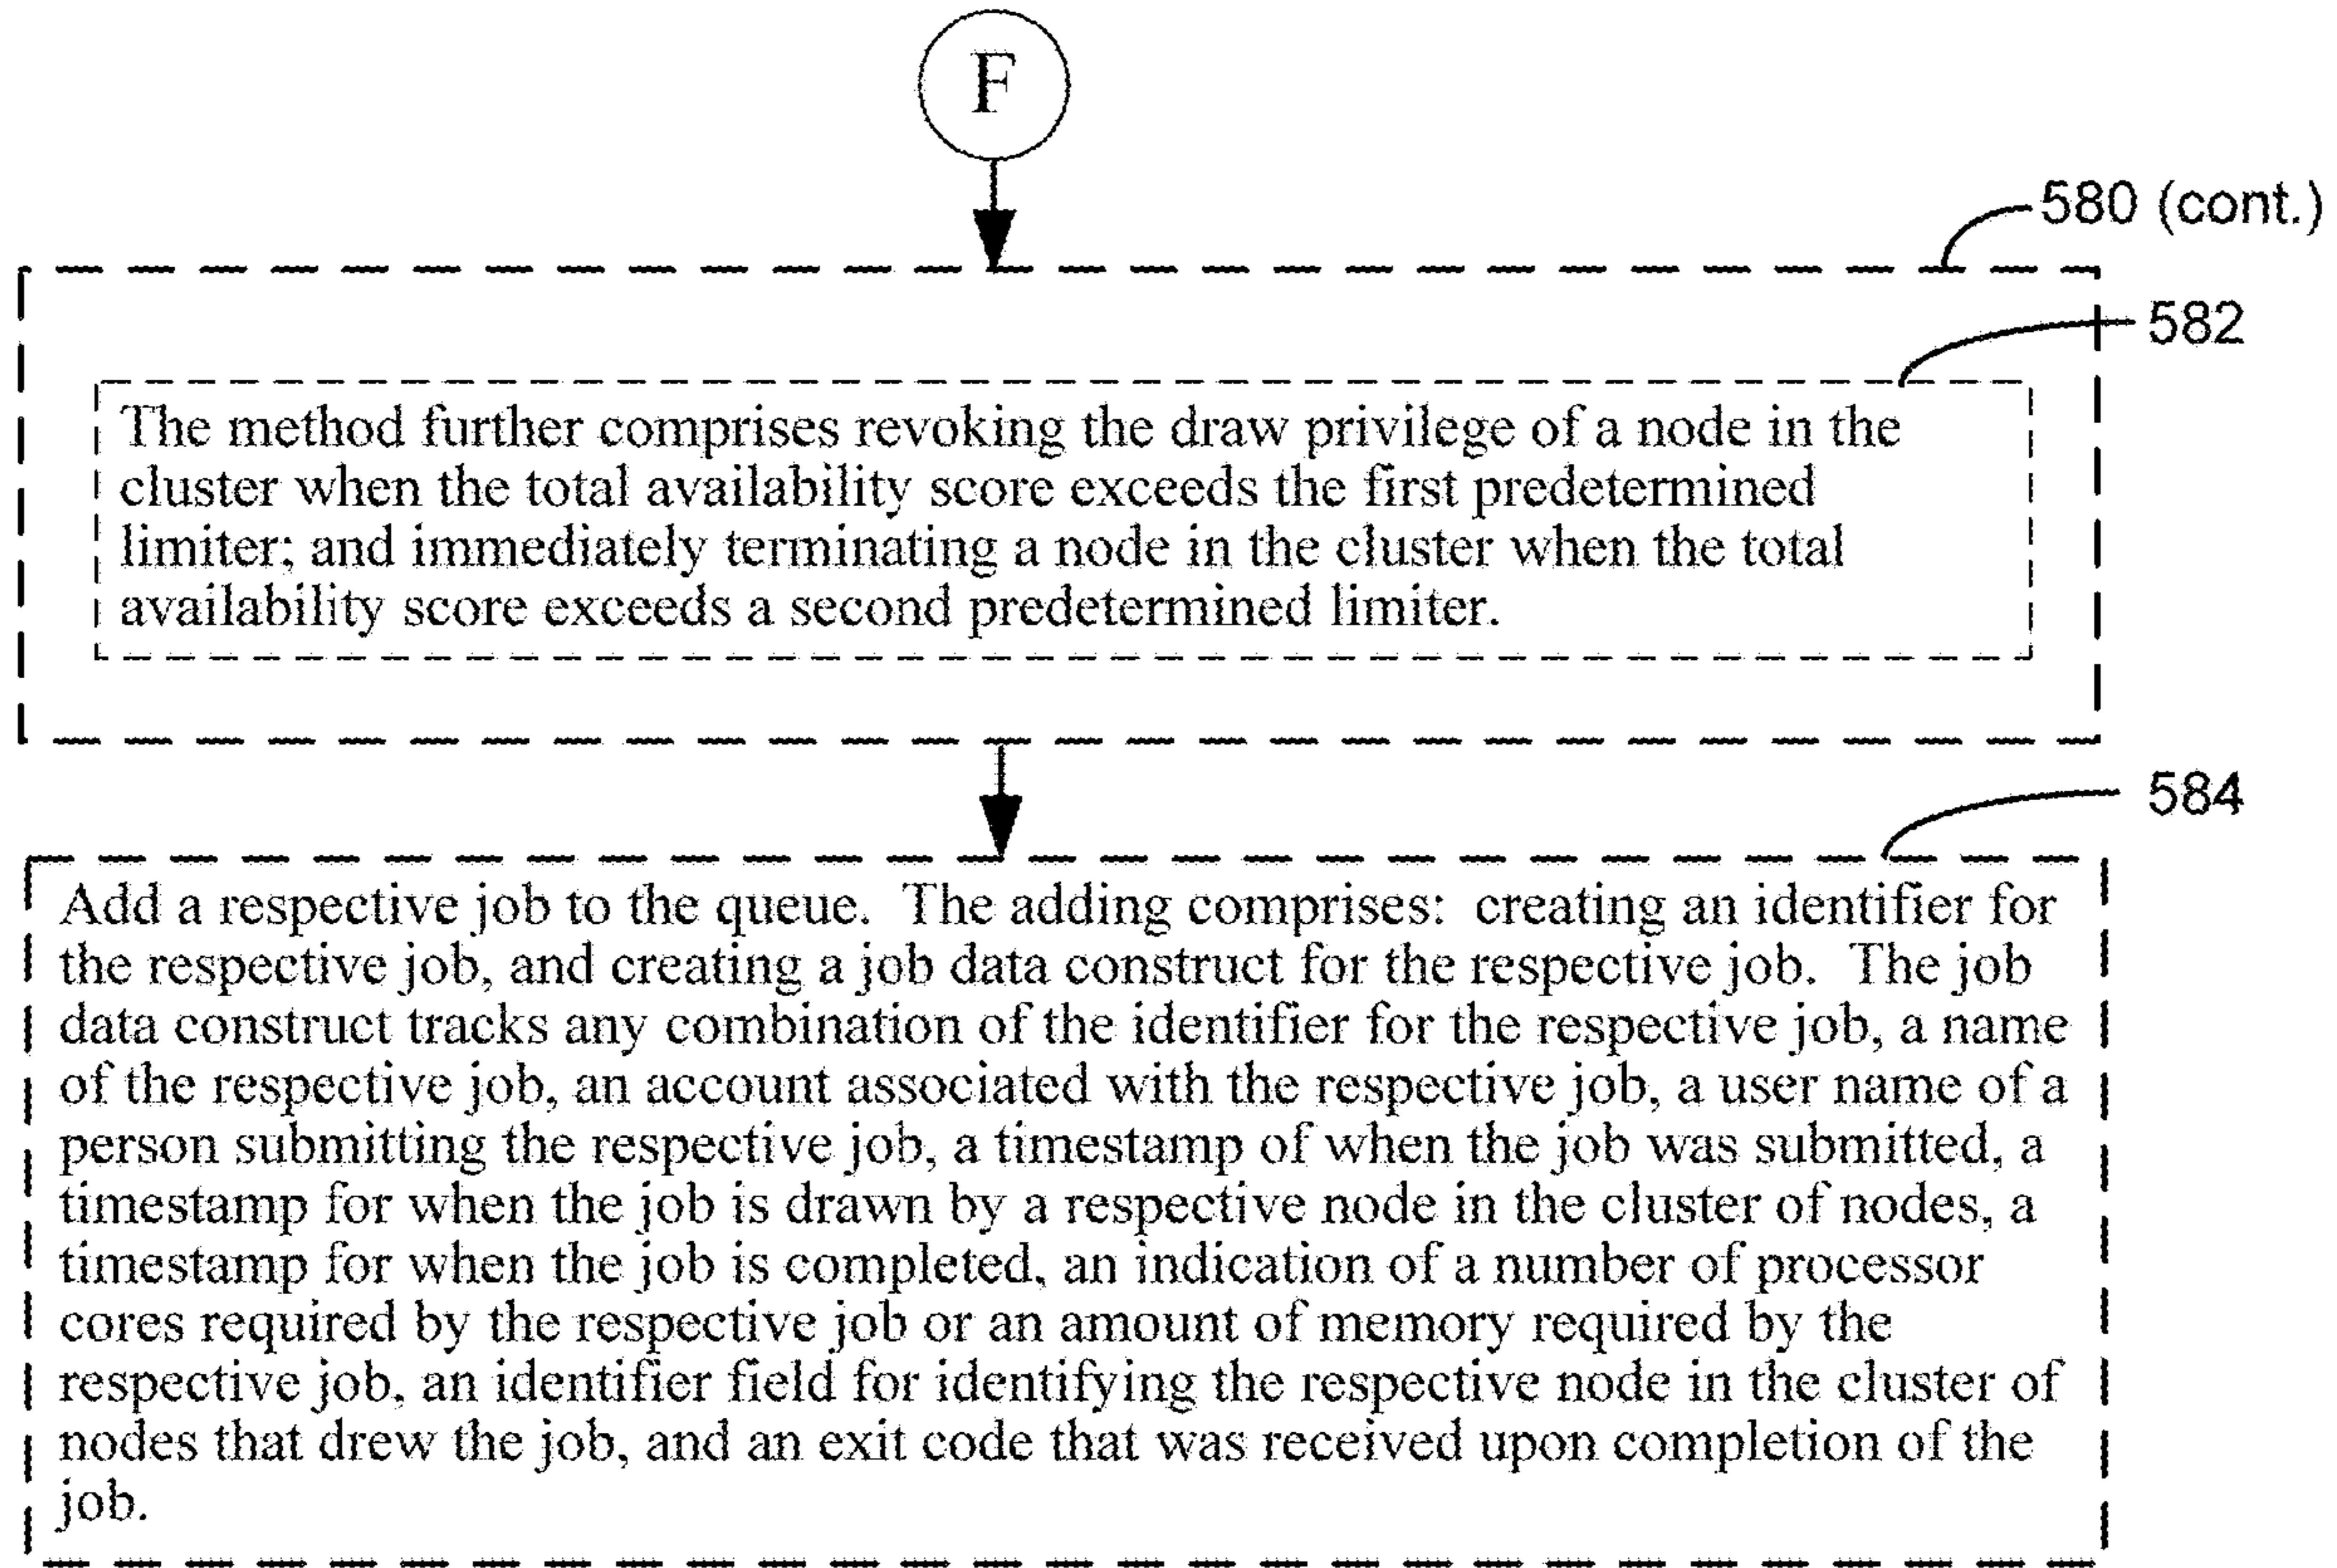 F
580 (cont.)
582
The method further comprises revoking the draw privilege of a node in the
cluster when the total availability score exceeds the first predetermined
limiter; and immediately terminating a node in the cluster when the total
availability score exceeds a second predetermined limiter.
584
Add a respective job to the queue.  The adding comprises:  creating an identifier for
the respective job, and creating a job data construct for the respective job.  The job
data construct tracks any combination of the identifier for the respective job, a name
of the respective job, an account associated with the respective job, a user name of a
person submitting the respective job, a timestamp of when the job was submitted, a
timestamp for when the job is drawn by a respective node in the cluster of nodes, a
timestamp for when the job is completed, an indication of a number of processor
cores required by the respective job or an amount of memory required by the
respective job, an identifier field for identifying the respective node in the cluster of
nodes that drew the job, and an exit code that was received upon completion of the
job.